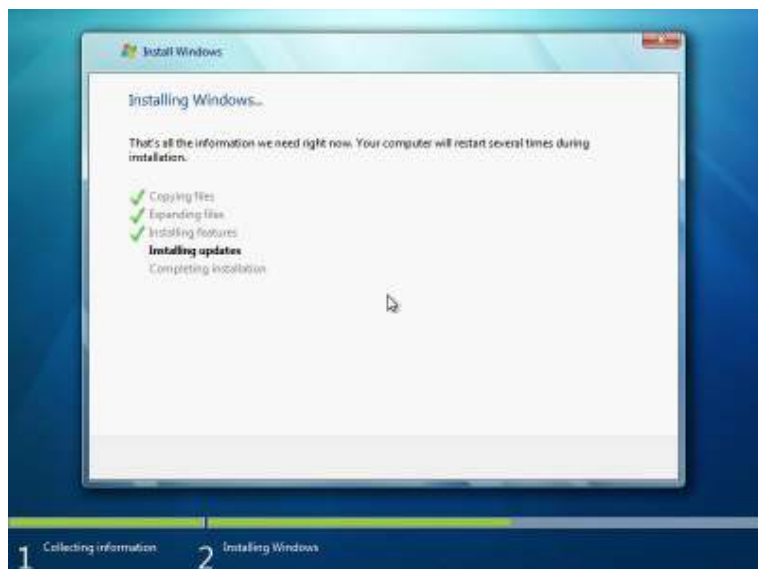 Install Windows
Installing Windows...
That's all the information we need right now. Your computer will restart several times during
installation.
Copying files
Expanding files
Installing features
Installing updates
Completing installation
1 Collecting information
2 Installing Windows